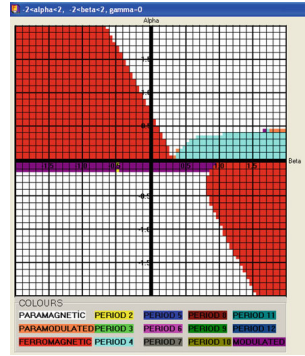 -2<alpha<2, -2<beta<2, gamma=0
Alpha
Beta
COLOURS
PARAMAGNETIC PERIOD 2 PERIOD 5 PERIOD 8 PERIOD 11
PARAMODULATED PERIOD 3 PERIOD 6 PERIOD 9 PERIOD 12
FERROMAGNETIC PERIOD 4 PERIOD 7 PERIOD 10 MODULATED